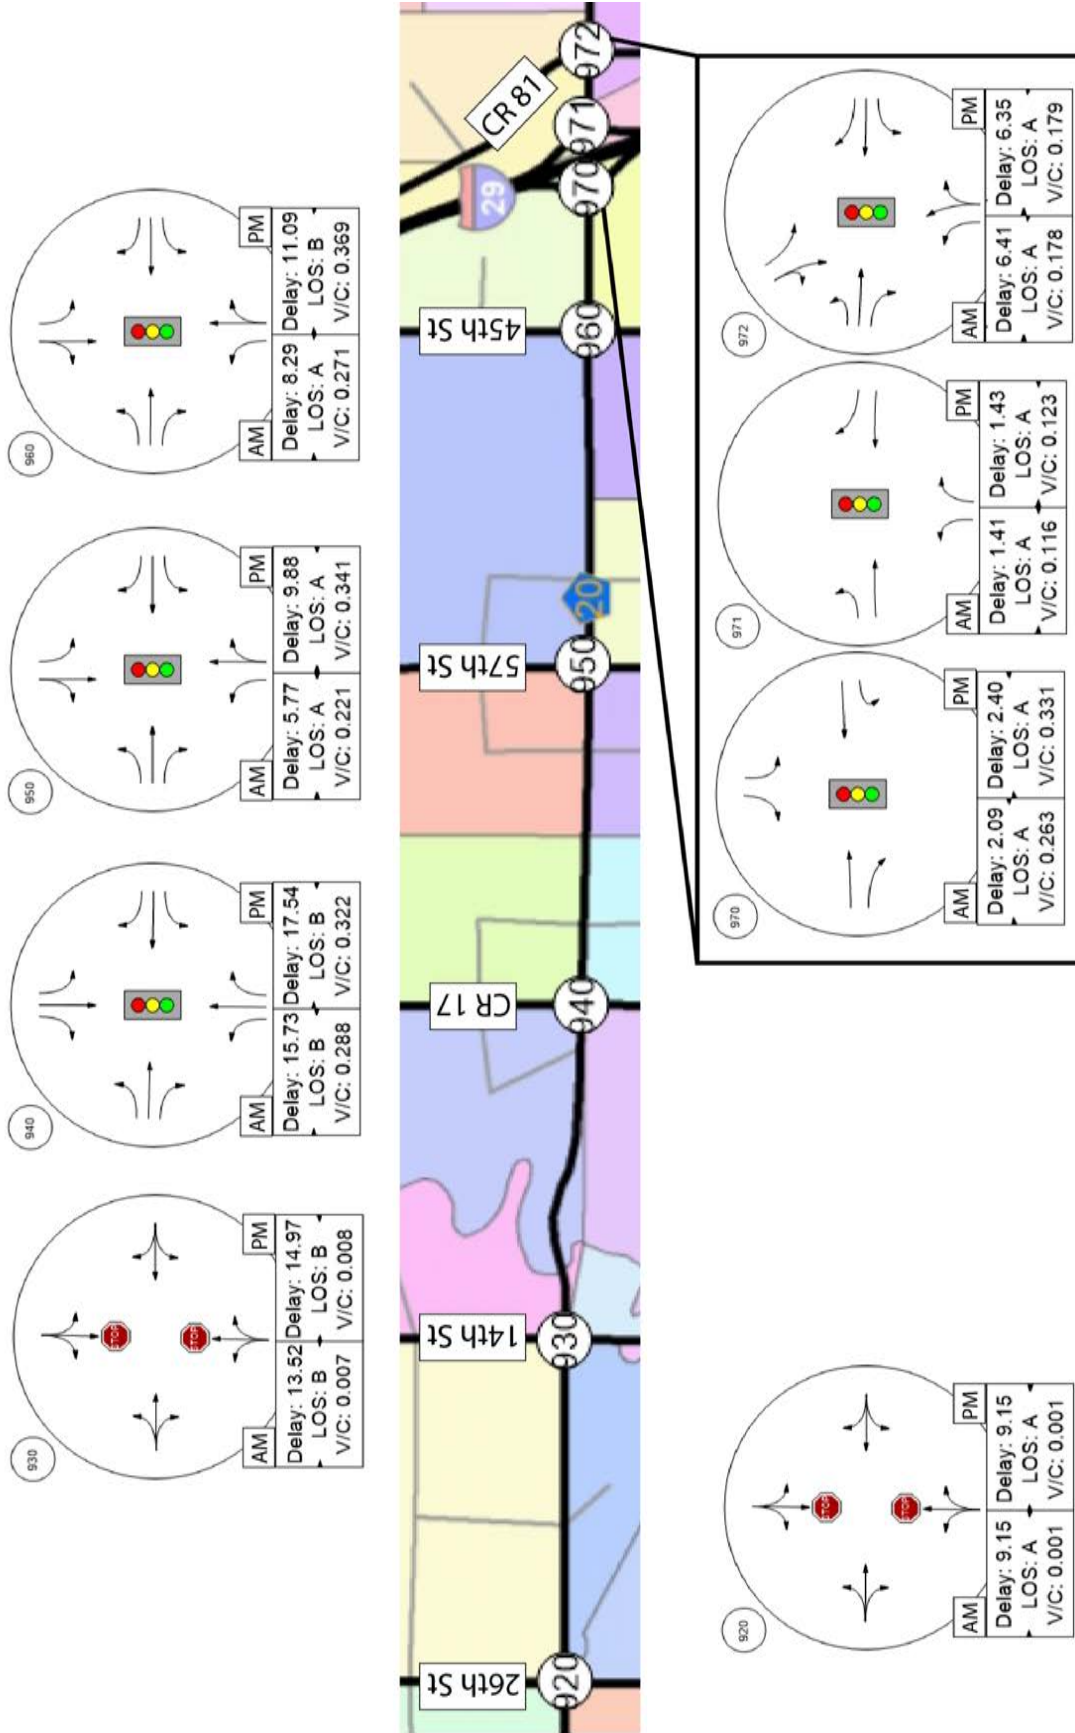 930
AM
PM
Delay: 13.52
LOS: B
V/C: 0.007
Delay: 14.97
LOS: B
V/C: 0.008
940
AM
PM
Delay: 15.73
LOS: B
V/C: 0.288
Delay: 17.54
LOS: B
V/C: 0.322
950
AM
PM
Delay: 5.77
LOS: A
V/C: 0.221
Delay: 9.88
LOS: A
V/C: 0.341
960
AM
PM
Delay: 8.29
LOS: A
V/C: 0.271
Delay: 11.09
LOS: B
V/C: 0.369
26th St
14th St
CR 17
57th St
45th St
29
CR 81
920
930
940
950
20
960
970
971
972
920
STOP
STOP
AM
PM
Delay: 9.15
LOS: A
V/C: 0.001
Delay: 9.15
LOS: A
V/C: 0.001
970
AM
PM
Delay: 2.09
LOS: A
V/C: 0.263
Delay: 2.40
LOS: A
V/C: 0.331
971
AM
PM
Delay: 1.41
LOS: A
V/C: 0.116
Delay: 1.43
LOS: A
V/C: 0.123
972
AM
PM
Delay: 6.41
LOS: A
V/C: 0.178
Delay: 6.35
LOS: A
V/C: 0.179
STOP
STOP